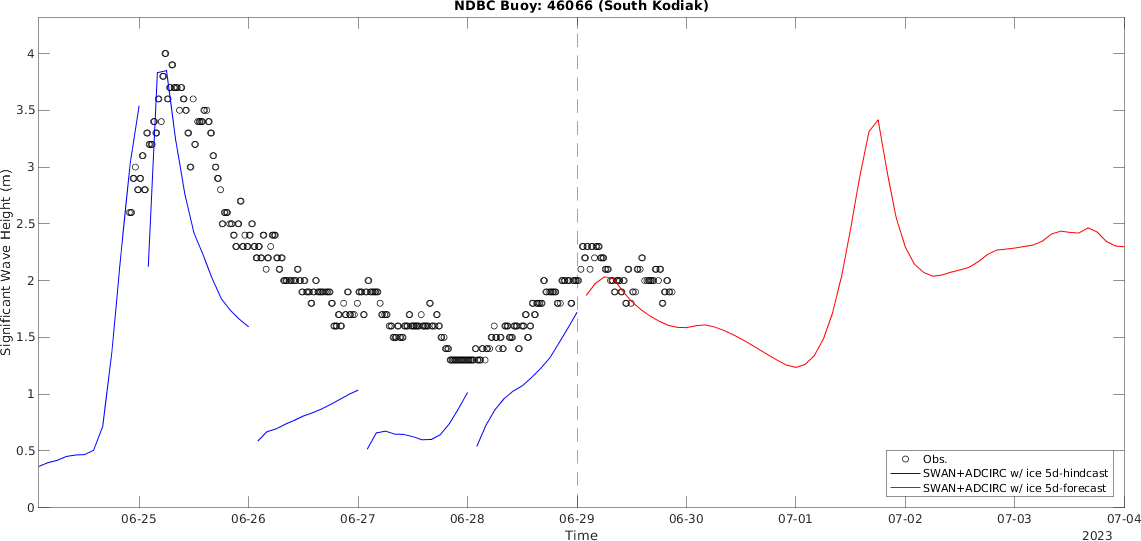 NDBC Buoy: 46066 (South Kodiak)
4
3.5
3
2.5
2
1.5
1
0.5
0
Significant Wave Height (m)
Obs.
SWAN+ADCIRC w/ ice 5d-hindcast
SWAN+ADCIRC w/ ice 5d-forecast
06-25 06-26 06-27 06-28 06-29 06-30 07-01 07-02 07-03 07-04
Time
2023